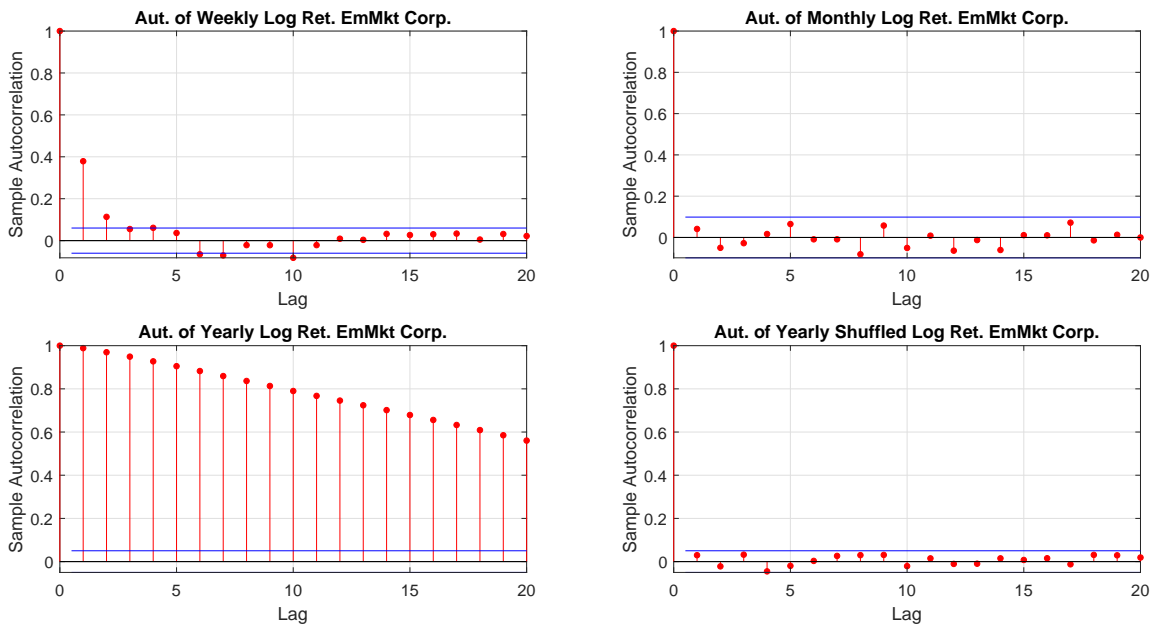 Aut. of Weekly Log Ret. EmMkt Corp.
Sample Autocorrelation
1
0.8
0.6
0.4
0.2
0
0 5 10 15 20
Lag
Aut. of Monthly Log Ret. EmMkt Corp.
Sample Autocorrelation
1
0.8
0.6
0.4
0.2
0
0 5 10 15 20
Lag
Aut. of Yearly Log Ret. EmMkt Corp.
Sample Autocorrelation
1
0.8
0.6
0.4
0.2
0
0 5 10 15 20
Lag
Aut. of Yearly Shuffled Log Ret. EmMkt Corp.
Sample Autocorrelation
1
0.8
0.6
0.4
0.2
0
0 5 10 15 20
Lag